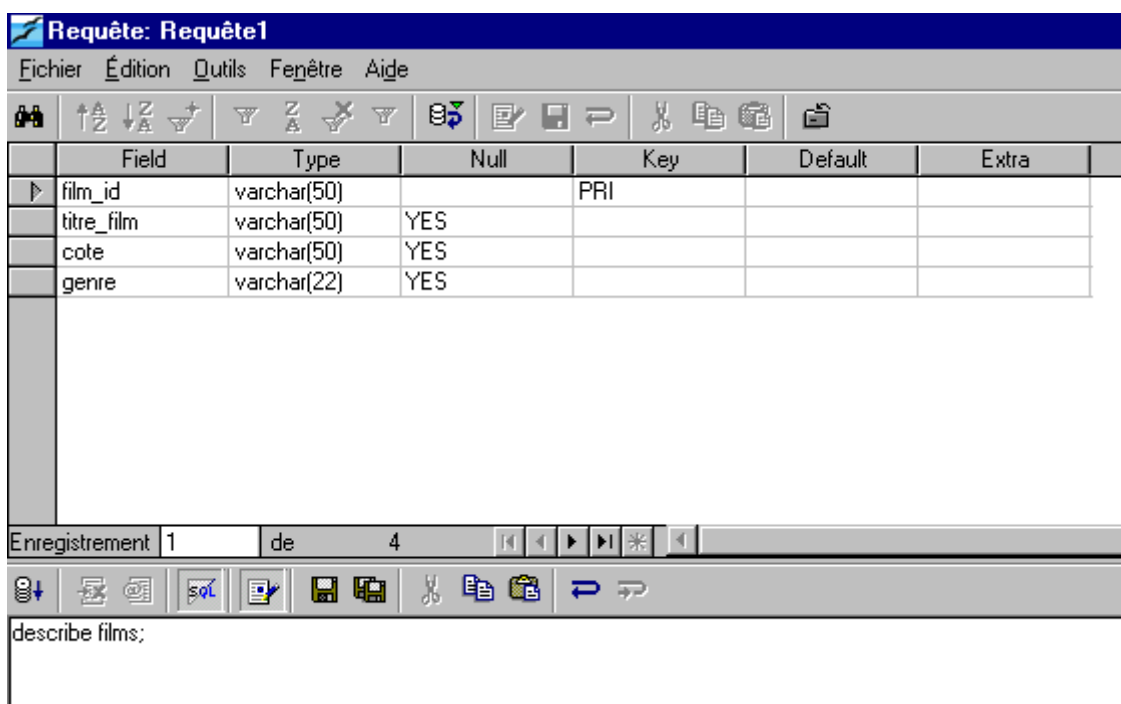 Requête: Requête1
Fichier Édition Outils Fenêtre Aide
Field Type Null Key Default Extra
film_id varchar(50) PRI
titre_film varchar(50) YES
cote varchar(50) YES
genre varchar(22) YES
Enregistrement 1 de 4
SQL
describe films;